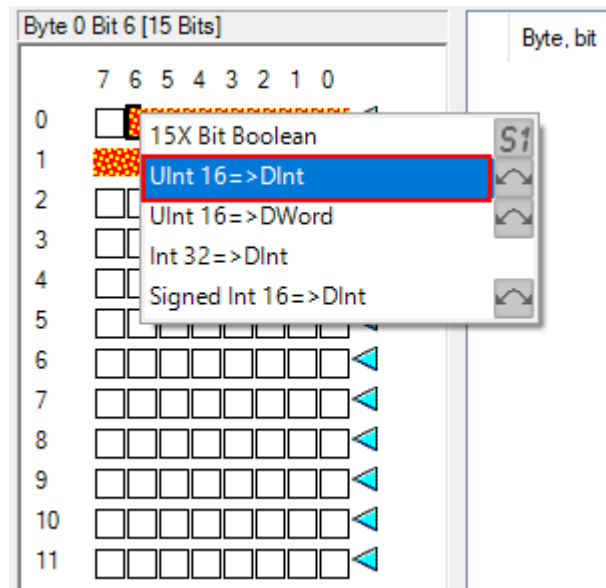 Byte 0 Bit 6 [15 Bits]
Byte, bit
7 6 5 4 3 2 1 0
0
15X Bit Boolean S1
1
UInt 16=>DInt
2
UInt 16=>DWord
3
Int 32=>DInt
4
Signed Int 16=>DInt
5
6
7
8
9
10
11